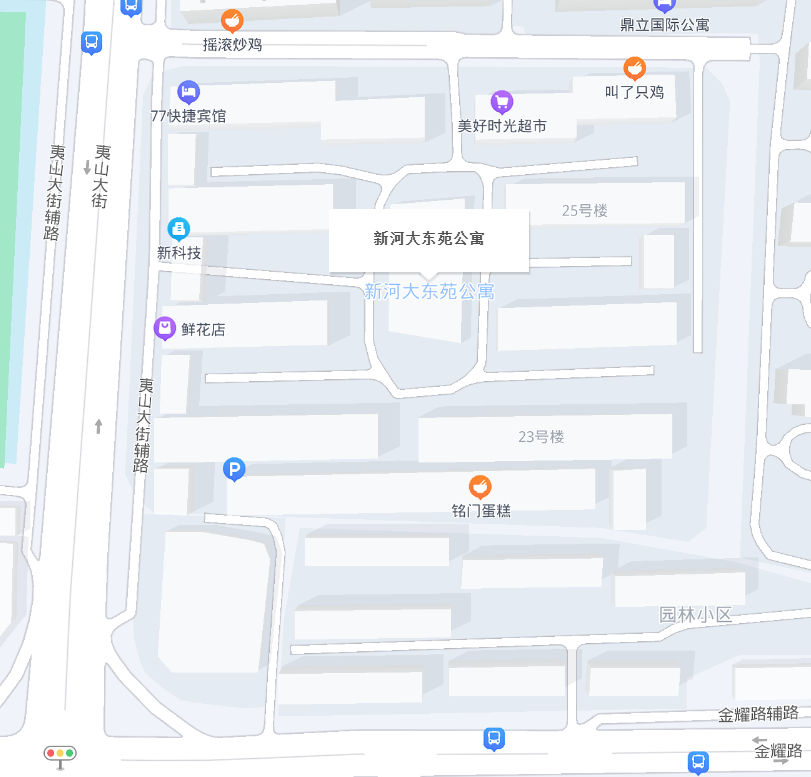 鼎立国际公寓
摇滚炒鸡
叫了只鸡
77快捷宾馆
美好时光超市
夷山大街辅路
夷山大街
25号楼
新河大东苑公寓
新科技
新河大东苑公寓
鲜花店
夷山大街辅路
23号楼
P
铭门蛋糕
园林小区
金耀路辅路
金耀路